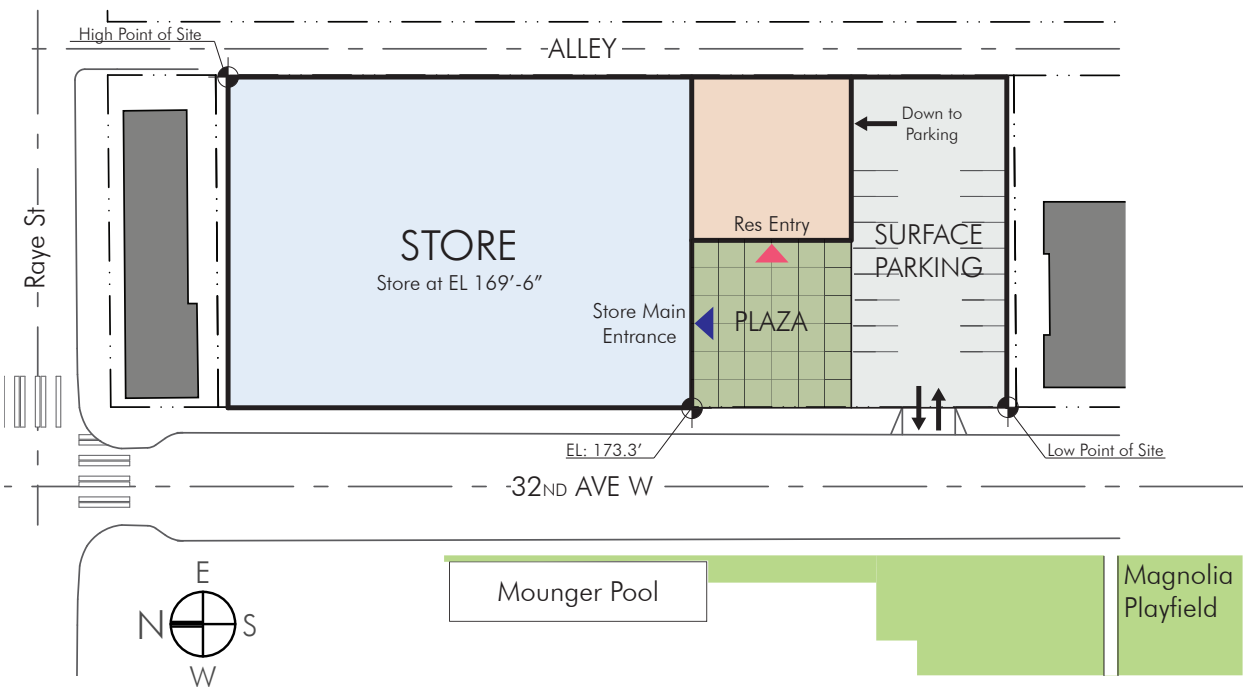 High Point of Site
ALLEY
Down to
Parking
Raye St
Res Entry
STORE
Store at EL 169’-6”
SURFACE
PARKING
Store Main
Entrance
PLAZA
EL: 173.3’
Low Point of Site
32ND AVE W
E
N
S
W
Mounger Pool
Magnolia
Playfield